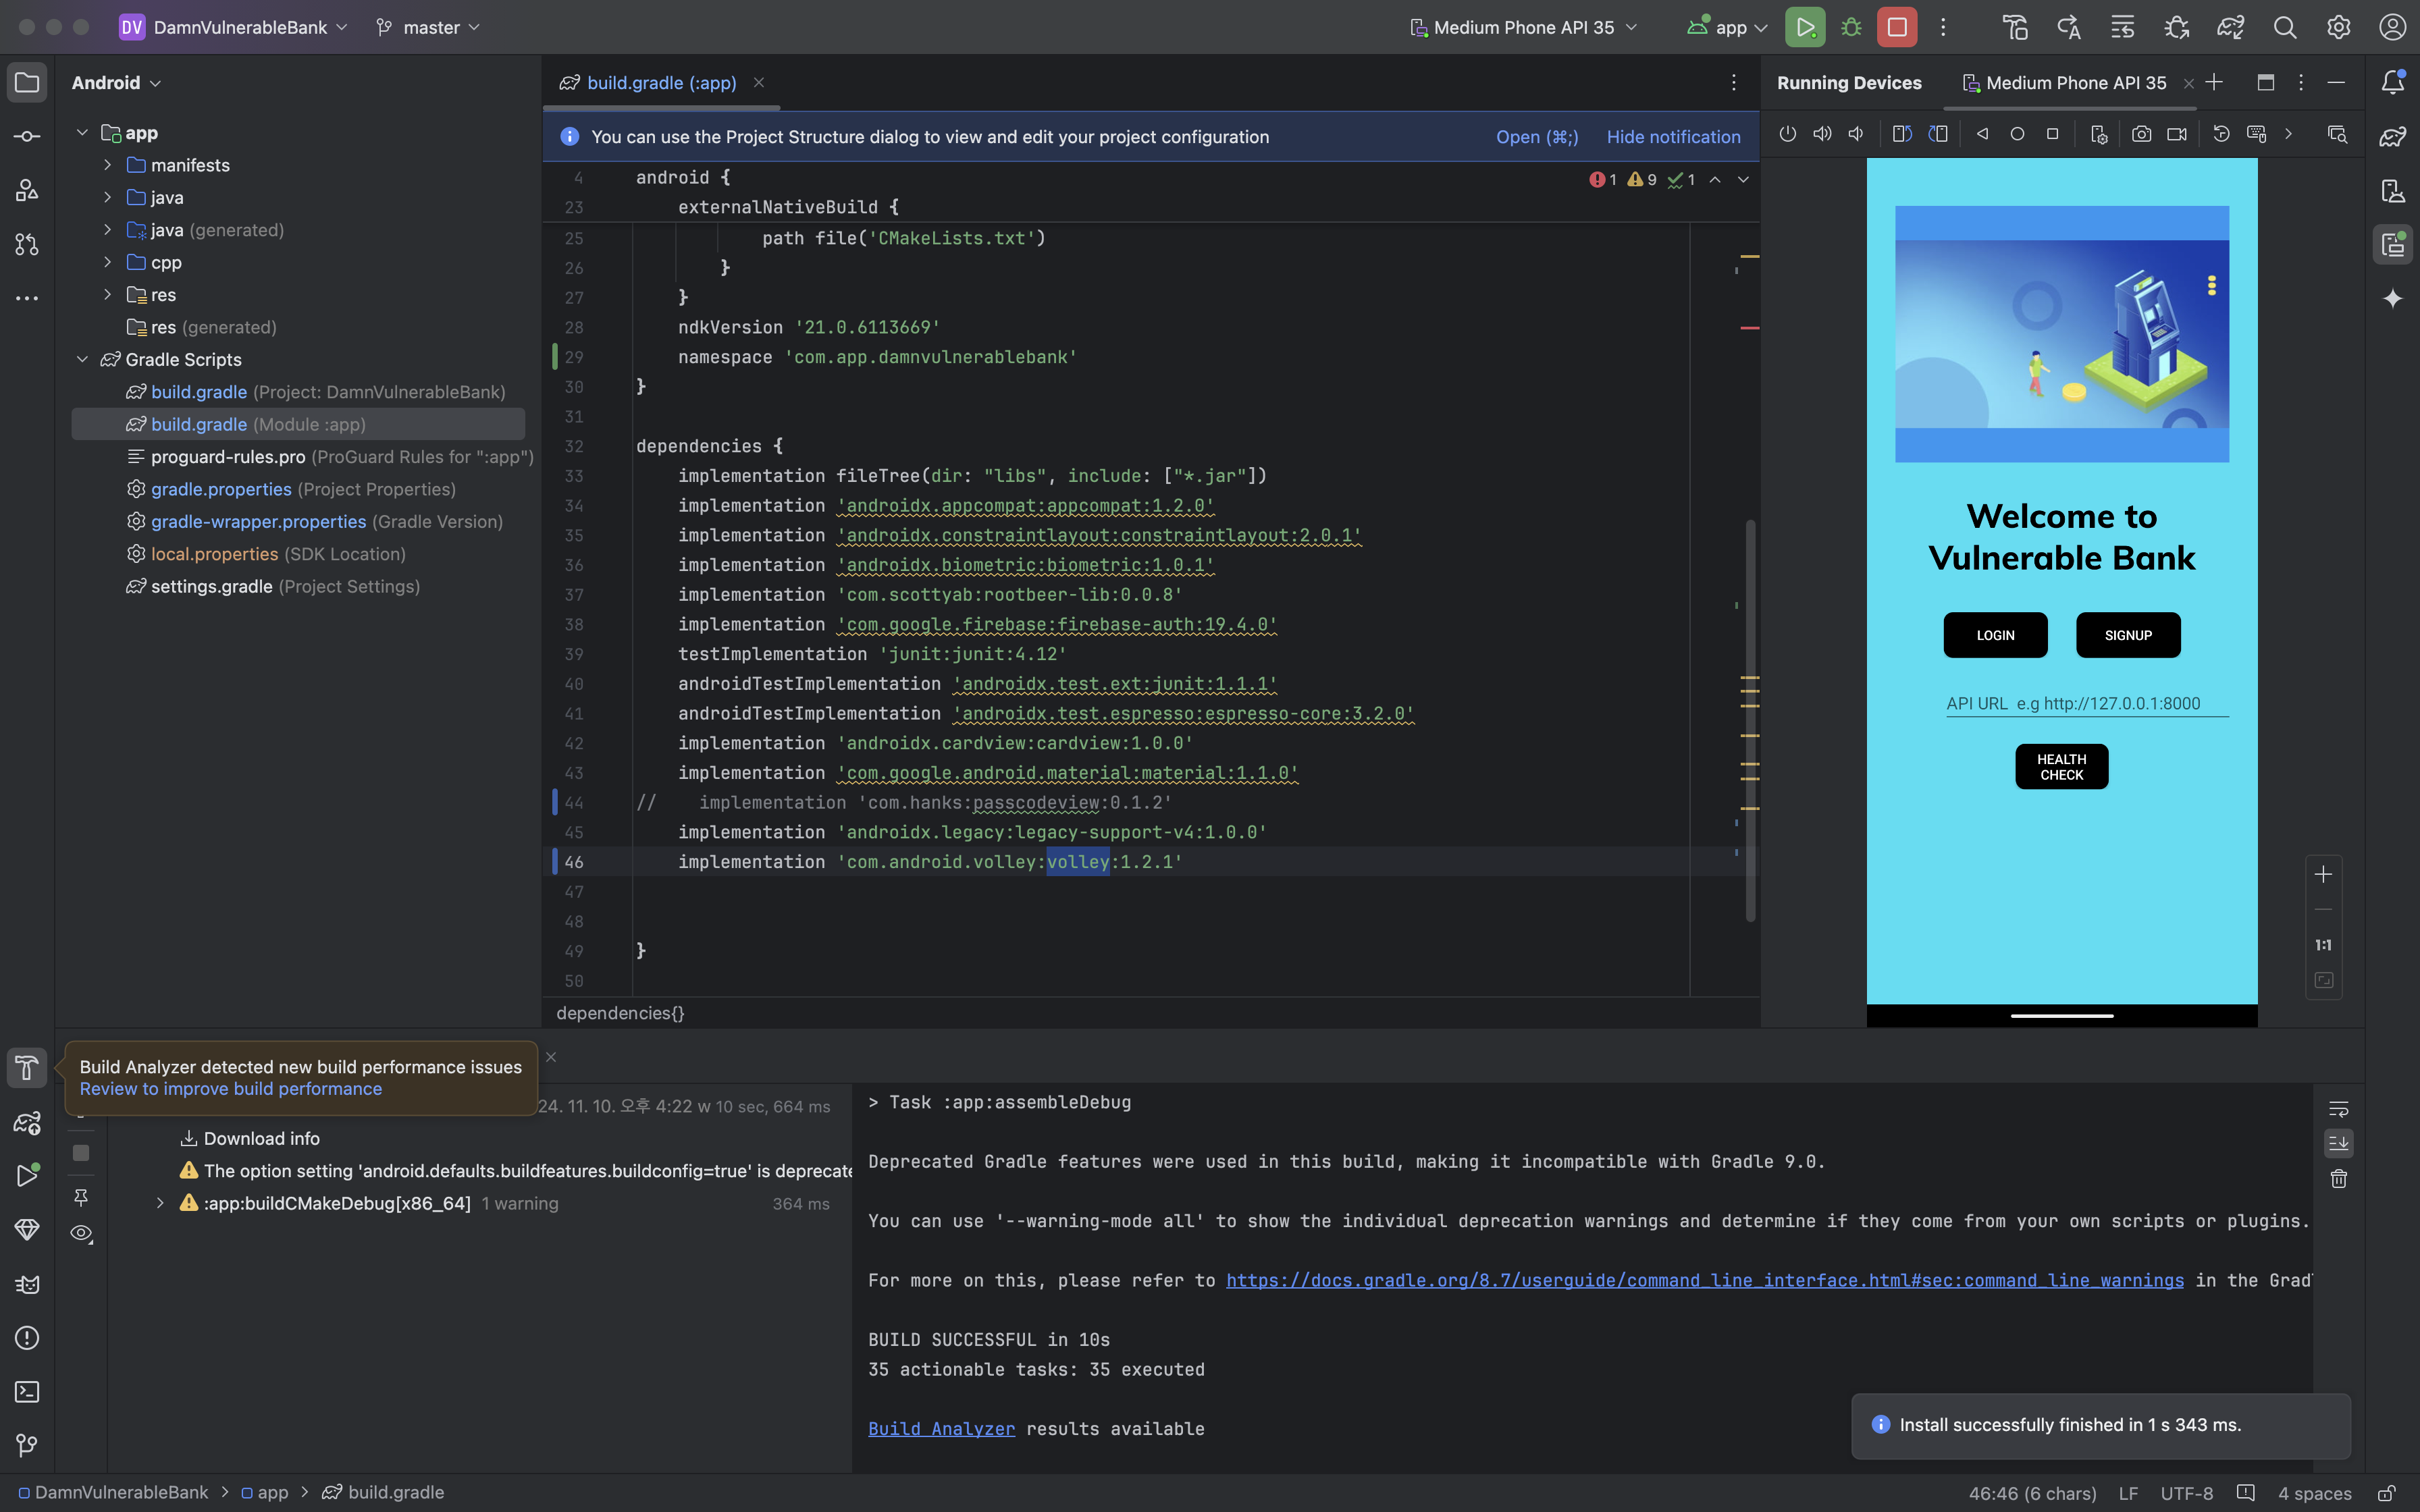 DV DamnVulnerableBank master Medium Phone API 35 app
Android
app
manifests
java
java (generated)
cpp
res
res (generated)
Gradle Scripts
build.gradle (Project: DamnVulnerableBank)
build.gradle (Module :app)
proguard-rules.pro (ProGuard Rules for ":app")
gradle.properties (Project Properties)
gradle-wrapper.properties (Gradle Version)
local.properties (SDK Location)
settings.gradle (Project Settings)
build.gradle (:app)
You can use the Project Structure dialog to view and edit your project configuration Open (⌘;) Hide notification
1 9 1
4 android {
23 externalNativeBuild {
25 path file('CMakeLists.txt')
26 }
27 }
28 ndkVersion '21.0.6113669'
29 namespace 'com.app.damnvulnerablebank'
30 }
31
32 dependencies {
33 implementation fileTree(dir: "libs", include: ["*.jar"])
34 implementation 'androidx.appcompat:appcompat:1.2.0'
35 implementation 'androidx.constraintlayout:constraintlayout:2.0.1'
36 implementation 'androidx.biometric:biometric:1.0.1'
37 implementation 'com.scottyab:rootbeer-lib:0.0.8'
38 implementation 'com.google.firebase:firebase-auth:19.4.0'
39 testImplementation 'junit:junit:4.12'
40 androidTestImplementation 'androidx.test.ext:junit:1.1.1'
41 androidTestImplementation 'androidx.test.espresso:espresso-core:3.2.0'
42 implementation 'androidx.cardview:cardview:1.0.0'
43 implementation 'com.google.android.material:material:1.1.0'
44 // implementation 'com.hanks:passcodeview:0.1.2'
45 implementation 'androidx.legacy:legacy-support-v4:1.0.0'
46 implementation 'com.android.volley:volley:1.2.1'
47
48
49 }
50
dependencies{}
Running Devices Medium Phone API 35
Welcome to
Vulnerable Bank
LOGIN SIGNUP
API URL e.g http://127.0.0.1:8000
HEALTH
CHECK
1:1
Build Analyzer detected new build performance issues
Review to improve build performance
24. 11. 10. 오후 4:22 w 10 sec, 664 ms
Download info
The option setting 'android.defaults.buildfeatures.buildconfig=true' is deprecate
:app:buildCMakeDebug[x86_64] 1 warning 364 ms
> Task :app:assembleDebug
Deprecated Gradle features were used in this build, making it incompatible with Gradle 9.0.
You can use '--warning-mode all' to show the individual deprecation warnings and determine if they come from your own scripts or plugins.
For more on this, please refer to https://docs.gradle.org/8.7/userguide/command_line_interface.html#sec:command_line_warnings in the Grad
BUILD SUCCESSFUL in 10s
35 actionable tasks: 35 executed
Build Analyzer results available
Install successfully finished in 1 s 343 ms.
DamnVulnerableBank > app > build.gradle
46:46 (6 chars) LF UTF-8 4 spaces